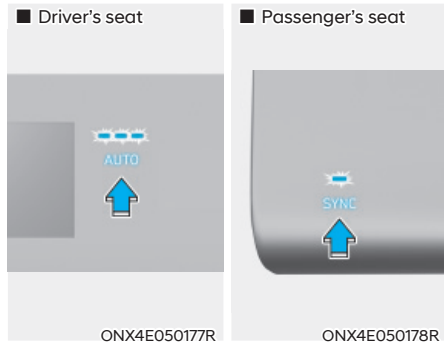 ■ Driver's seat
AUTO
ONX4E050177R
■ Passenger's seat
SYNC
ONX4E050178R